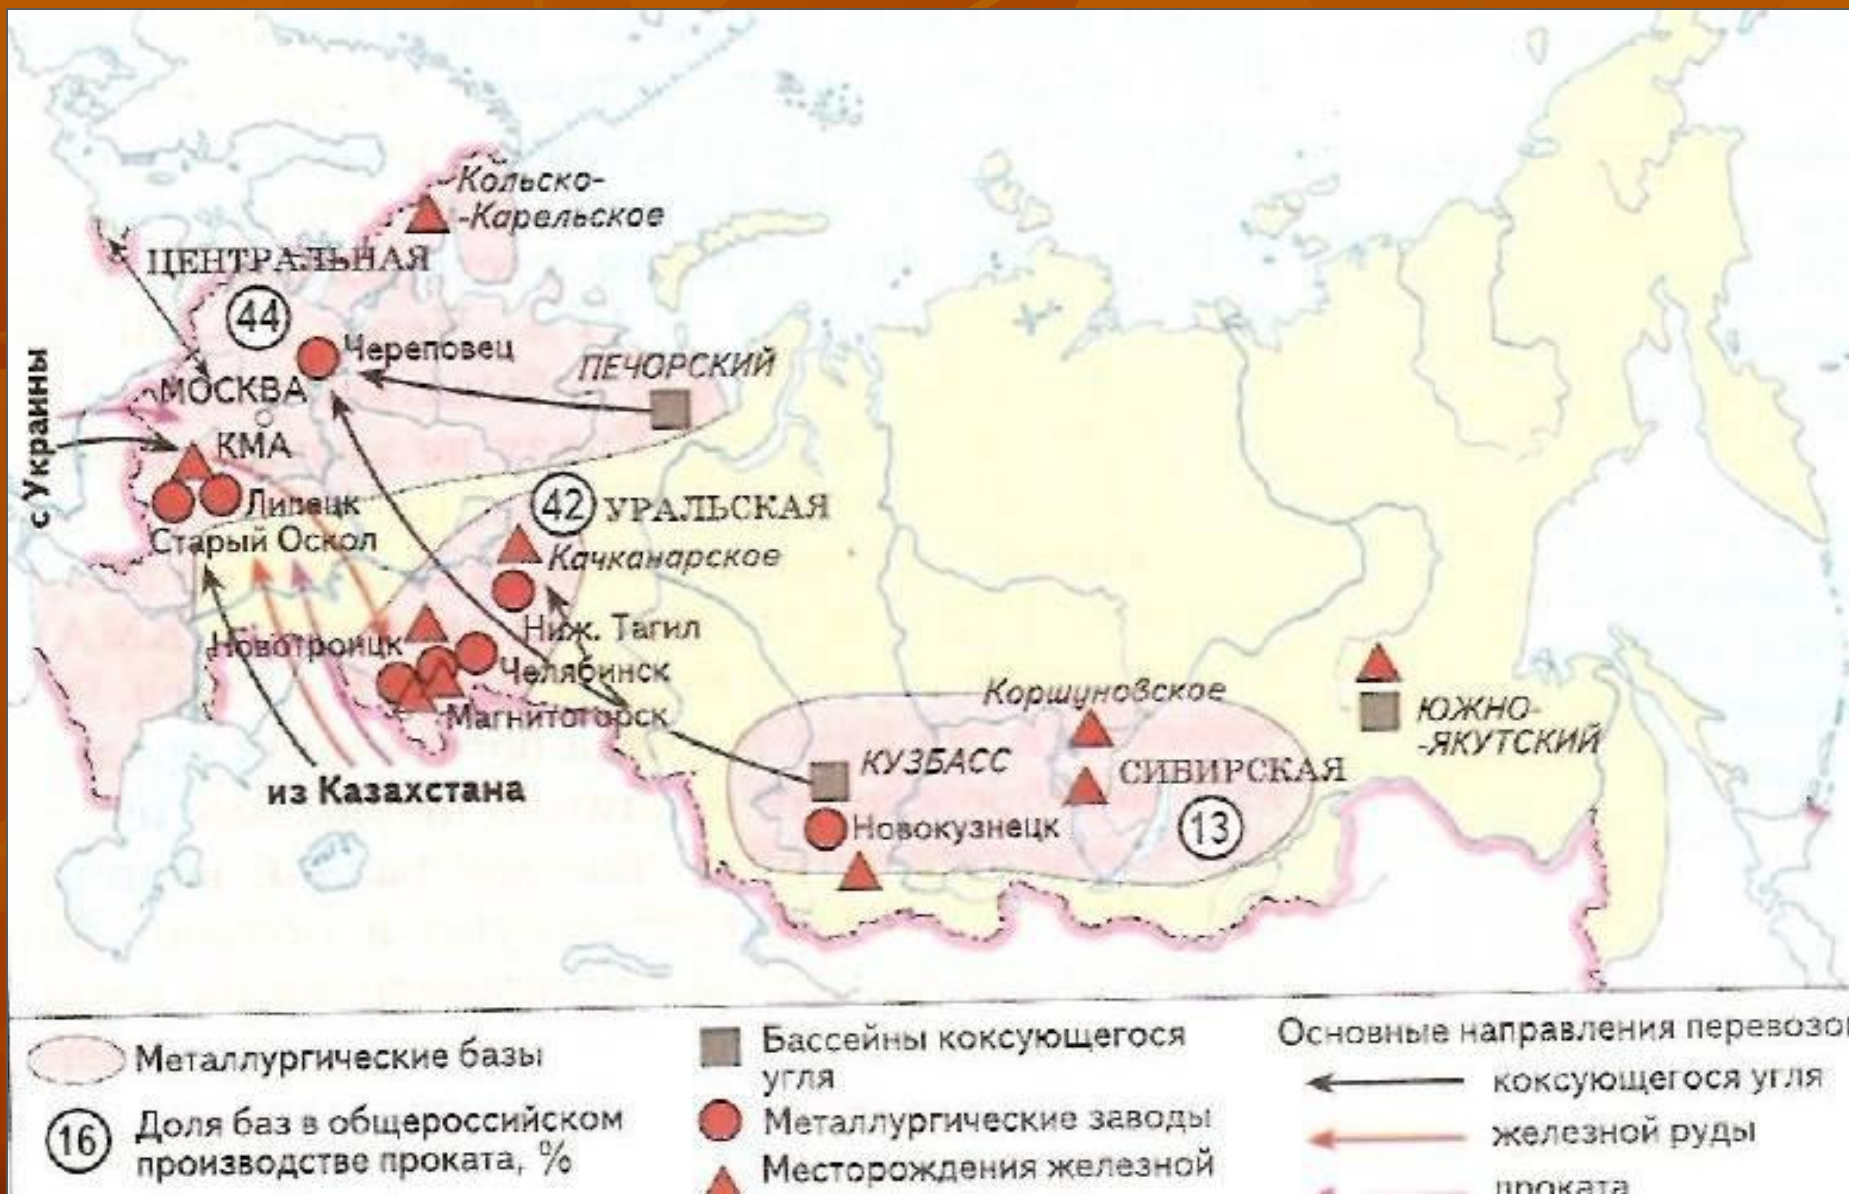 Кольско-
-Карельское
ЦЕНТРАЛЬНАЯ
44
Череповец
ПЕЧОРСКИЙ
МОСКВА
КМА
с Украины
Липецк
Старый Оскол
42 УРАЛЬСКАЯ
Качканарское
Ниж. Тагил
Новотроицк
Челябинск
Магнитогорск
из Казахстана
Коршуновское
КУЗБАСС
СИБИРСКАЯ
Новокузнецк
13
ЮЖНО-
-ЯКУТСКИЙ
Металлургические базы
16 Доля баз в общероссийском
производстве проката, %
Бассейны коксующегося
угля
Металлургические заводы
Месторождения железной
Основные направления перевозо
коксующегося угля
железной руды
проката